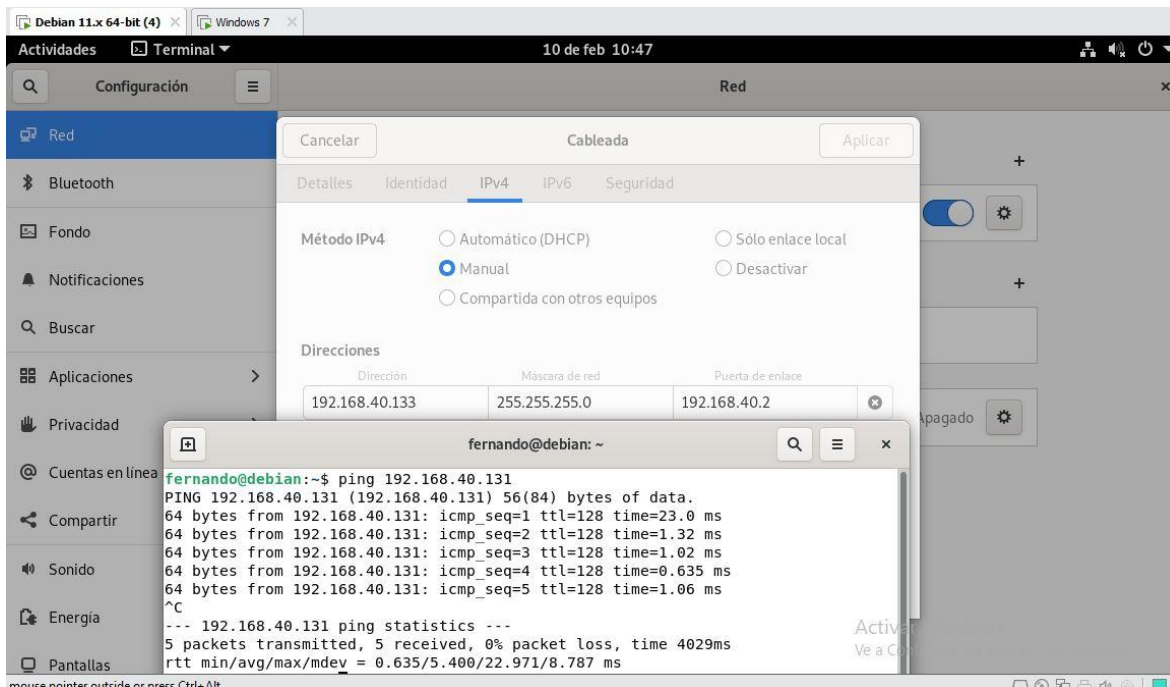 Debian 11.x 64-bit (4)
Windows 7
Actividades
Terminal
10 de feb 10:47
Configuración
Red
Red
Bluetooth
Fondo
Notificaciones
Buscar
Aplicaciones
Privacidad
Cuentas en línea
Compartir
Sonido
Energía
Pantallas
Cancelar
Cableada
Aplicar
Detalles Identidad IPv4 IPv6 Seguridad
Método IPv4
Automático (DHCP)
Sólo enlace local
Manual
Desactivar
Compartida con otros equipos
Direcciones
Dirección Máscara de red Puerta de enlace
192.168.40.133 255.255.255.0 192.168.40.2
Apagado
fernando@debian: ~
fernando@debian:~$ ping 192.168.40.131
PING 192.168.40.131 (192.168.40.131) 56(84) bytes of data.
64 bytes from 192.168.40.131: icmp_seq=1 ttl=128 time=23.0 ms
64 bytes from 192.168.40.131: icmp_seq=2 ttl=128 time=1.32 ms
64 bytes from 192.168.40.131: icmp_seq=3 ttl=128 time=1.02 ms
64 bytes from 192.168.40.131: icmp_seq=4 ttl=128 time=0.635 ms
64 bytes from 192.168.40.131: icmp_seq=5 ttl=128 time=1.06 ms
^C
--- 192.168.40.131 ping statistics ---
5 packets transmitted, 5 received, 0% packet loss, time 4029ms
rtt min/avg/max/mdev = 0.635/5.400/22.971/8.787 ms
Activar
Ve a
mouse pointer outside or press Ctrl+Alt